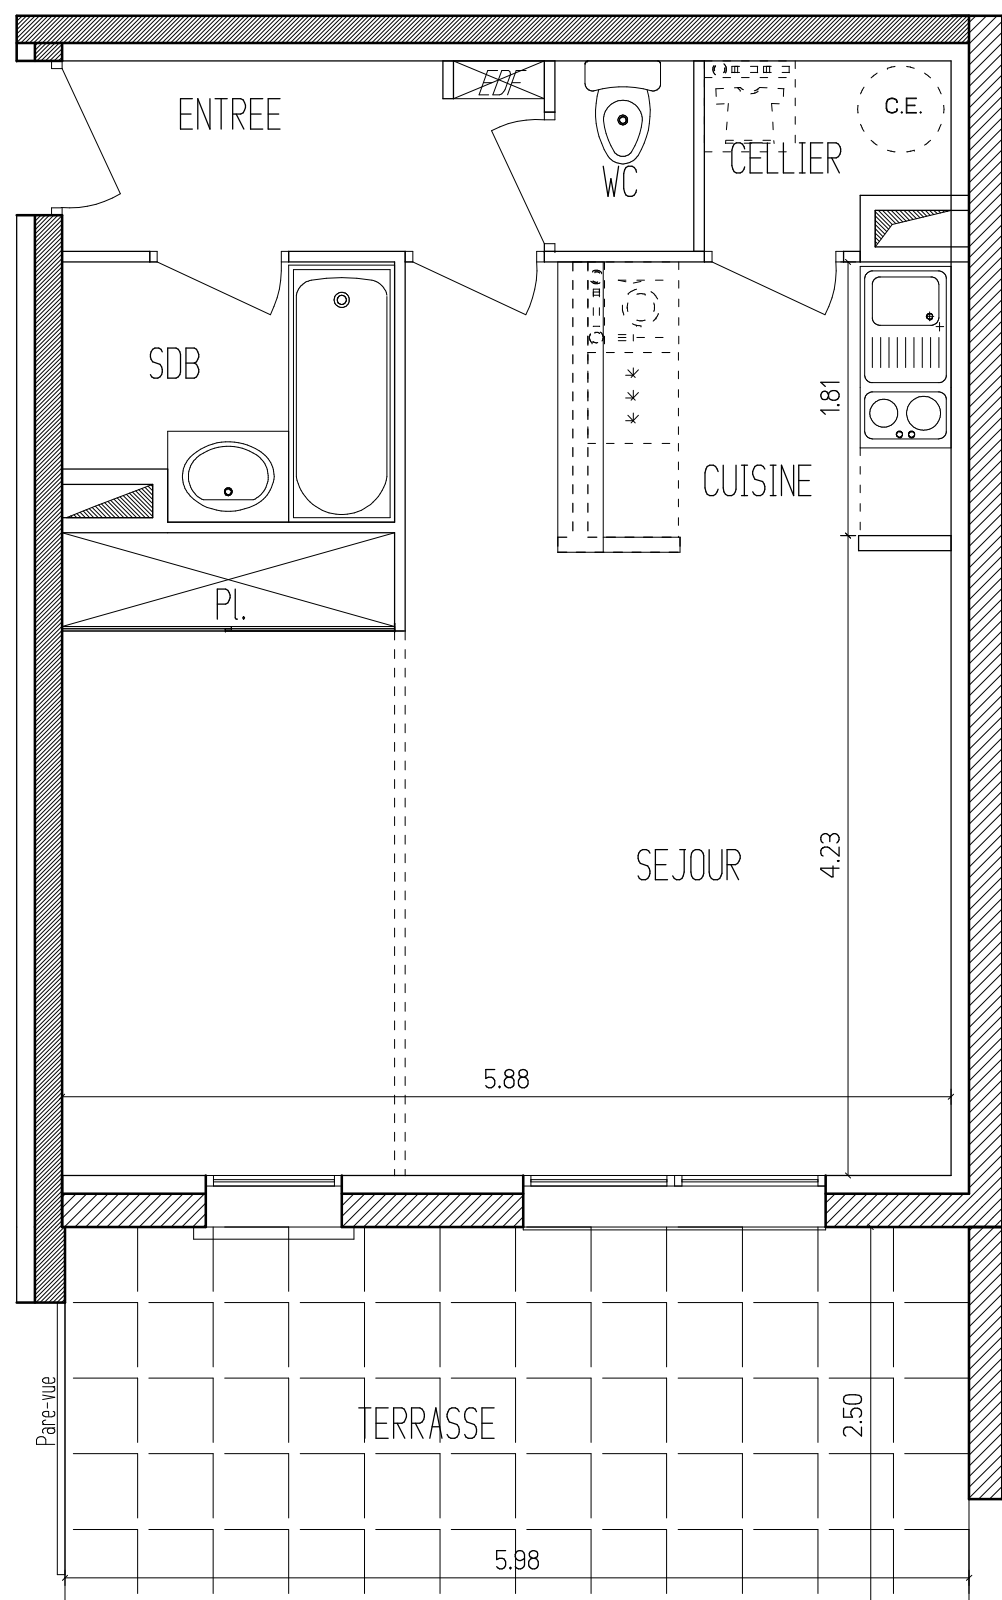 ENTREE
EDF
C.E.
CELLIER
WC
SDB
1.81
CUISINE
Pl.
4.23
SEJOUR
5.88
Pare-vue
TERRASSE
2.50
5.98